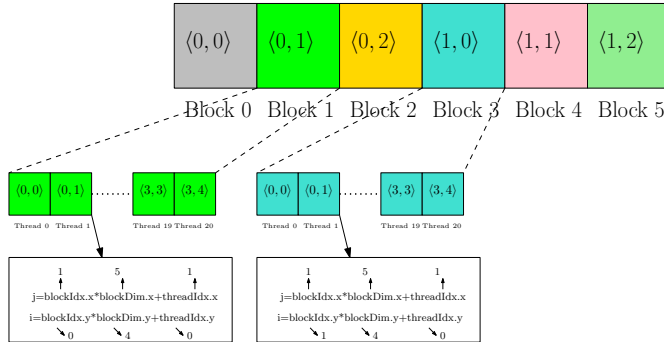 ⟨0, 0⟩ ⟨0, 1⟩ ⟨0, 2⟩ ⟨1, 0⟩ ⟨1, 1⟩ ⟨1, 2⟩
Block 0 Block 1 Block 2 Block 3 Block 4 Block 5
⟨0, 0⟩ ⟨0, 1⟩ ⟨3, 3⟩ ⟨3, 4⟩ ⟨0, 0⟩ ⟨0, 1⟩ ⟨3, 3⟩ ⟨3, 4⟩
Thread 0 Thread 1 Thread 19 Thread 20 Thread 0 Thread 1 Thread 19 Thread 20
1 5 1
j=blockIdx.x*blockDim.x+threadIdx.x
i=blockIdx.y*blockDim.y+threadIdx.y
0 4 0
1 5 1
j=blockIdx.x*blockDim.x+threadIdx.x
i=blockIdx.y*blockDim.y+threadIdx.y
1 4 0